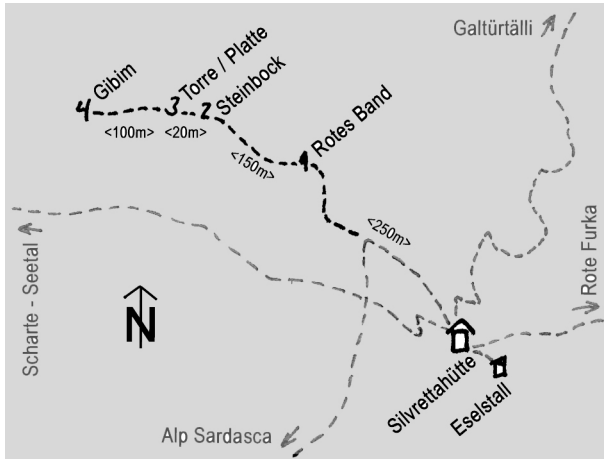 Galtürtälli
4 Gibim
3 Torre / Platte
2 Steinbock
1 Rotes Band
<100m>
<20m>
<150m>
<250m>
Scharte - Seetal
N
Rote Furka
Silvrettahütte
Eselstall
Alp Sardasca